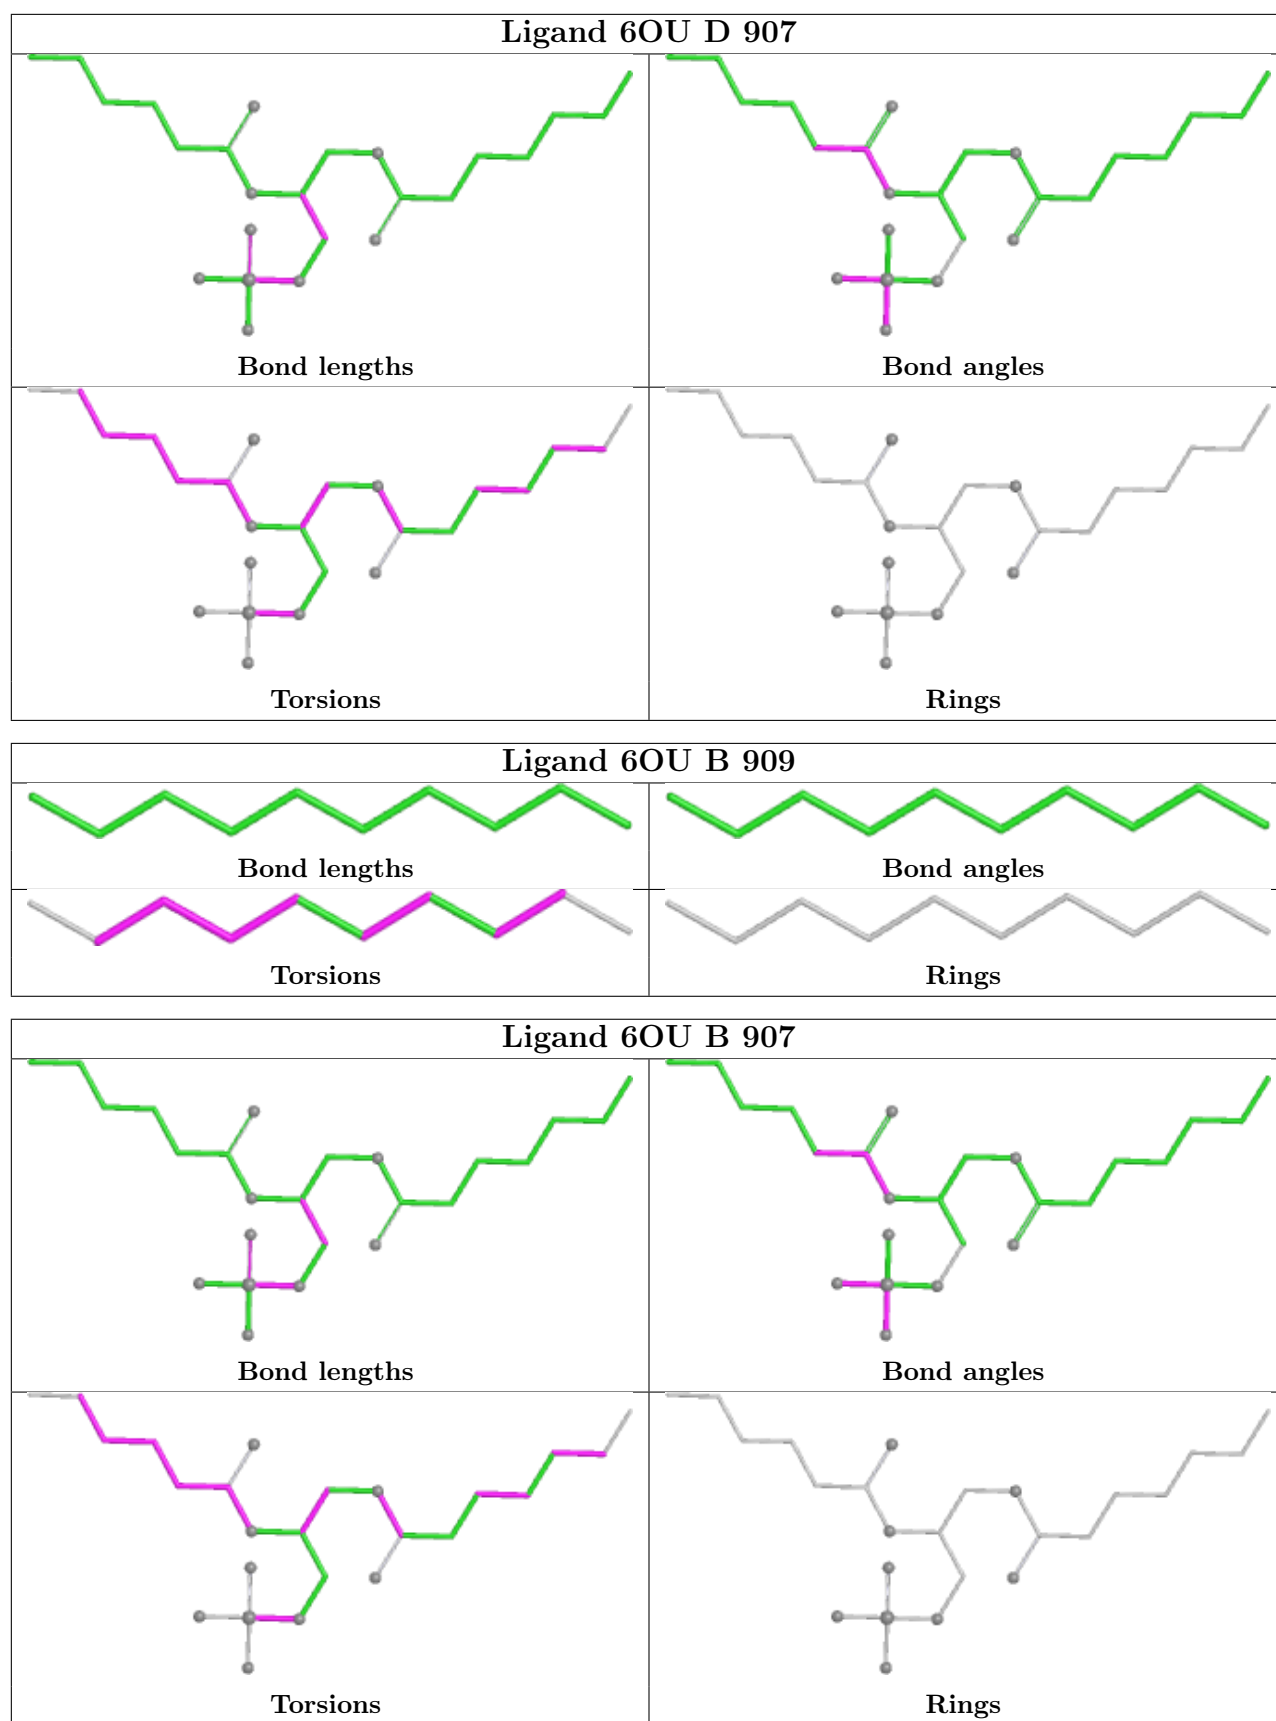 Ligand 6OU D 907
Bond lengths
Bond angles
Torsions
Rings
Ligand 6OU B 909
Bond lengths
Bond angles
Torsions
Rings
Ligand 6OU B 907
Bond lengths
Bond angles
Torsions
Rings